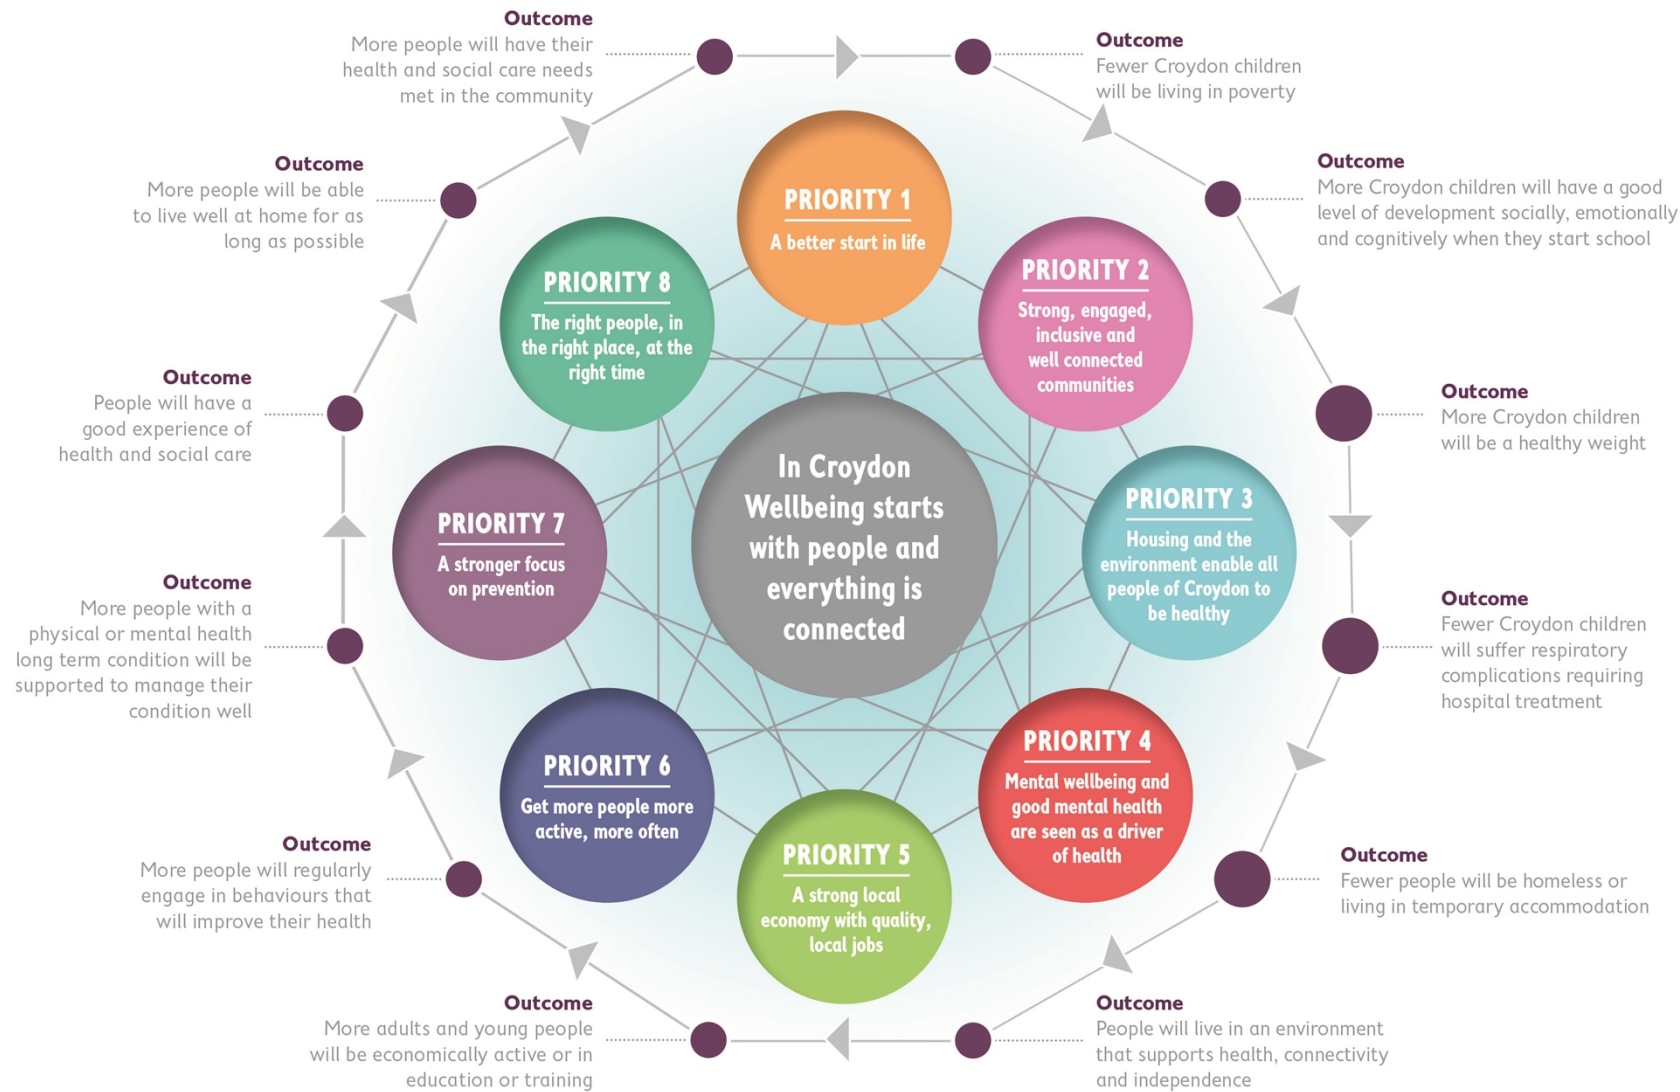 In Croydon
Wellbeing starts
with people and
everything is
connected
PRIORITY 1
A better start in life
PRIORITY 2
Strong, engaged,
inclusive and
well connected
communities
PRIORITY 3
Housing and the
environment enable all
people of Croydon to
be healthy
PRIORITY 4
Mental wellbeing and
good mental health
are seen as a driver
of health
PRIORITY 5
A strong local
economy with quality,
local jobs
PRIORITY 6
Get more people more
active, more often
PRIORITY 7
A stronger focus
on prevention
PRIORITY 8
The right people, in
the right place, at the
right time
Outcome
Fewer Croydon children
will be living in poverty
Outcome
More Croydon children will have a good
level of development socially, emotionally
and cognitively when they start school
Outcome
More Croydon children
will be a healthy weight
Outcome
Fewer Croydon children
will suffer respiratory
complications requiring
hospital treatment
Outcome
Fewer people will be homeless or
living in temporary accommodation
Outcome
People will live in an environment
that supports health, connectivity
and independence
Outcome
More adults and young people
will be economically active or in
education or training
Outcome
More people will regularly
engage in behaviours that
will improve their health
Outcome
More people with a
physical or mental health
long term condition will be
supported to manage their
condition well
Outcome
People will have a
good experience of
health and social care
Outcome
More people will be able
to live well at home for as
long as possible
Outcome
More people will have their
health and social care needs
met in the community